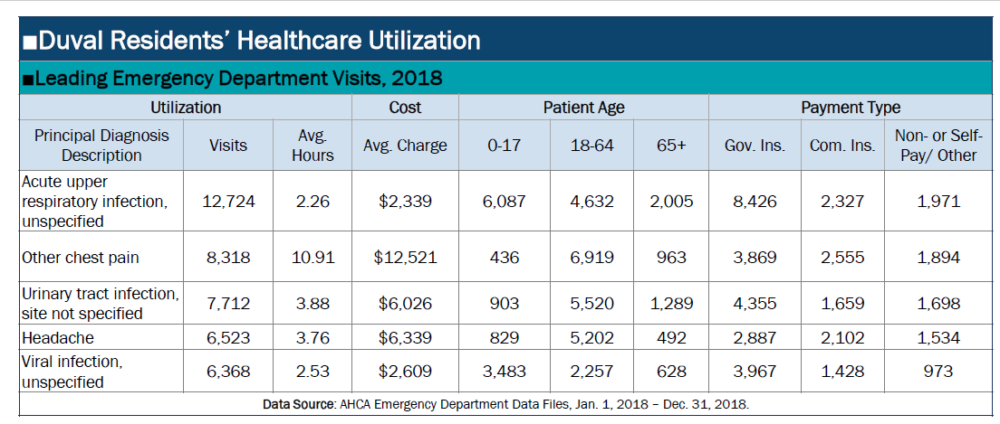 ■Duval Residents’ Healthcare Utilization
■Leading Emergency Department Visits, 2018
Utilization Cost Patient Age Payment Type
Principal Diagnosis Description Visits Avg. Hours Avg. Charge 0-17 18-64 65+ Gov. Ins. Com. Ins. Non- or Self-Pay/ Other
Acute upper respiratory infection, unspecified 12,724 2.26 $2,339 6,087 4,632 2,005 8,426 2,327 1,971
Other chest pain 8,318 10.91 $12,521 436 6,919 963 3,869 2,555 1,894
Urinary tract infection, site not specified 7,712 3.88 $6,026 903 5,520 1,289 4,355 1,659 1,698
Headache 6,523 3.76 $6,339 829 5,202 492 2,887 2,102 1,534
Viral infection, unspecified 6,368 2.53 $2,609 3,483 2,257 628 3,967 1,428 973
Data Source: AHCA Emergency Department Data Files, Jan. 1, 2018 – Dec. 31, 2018.